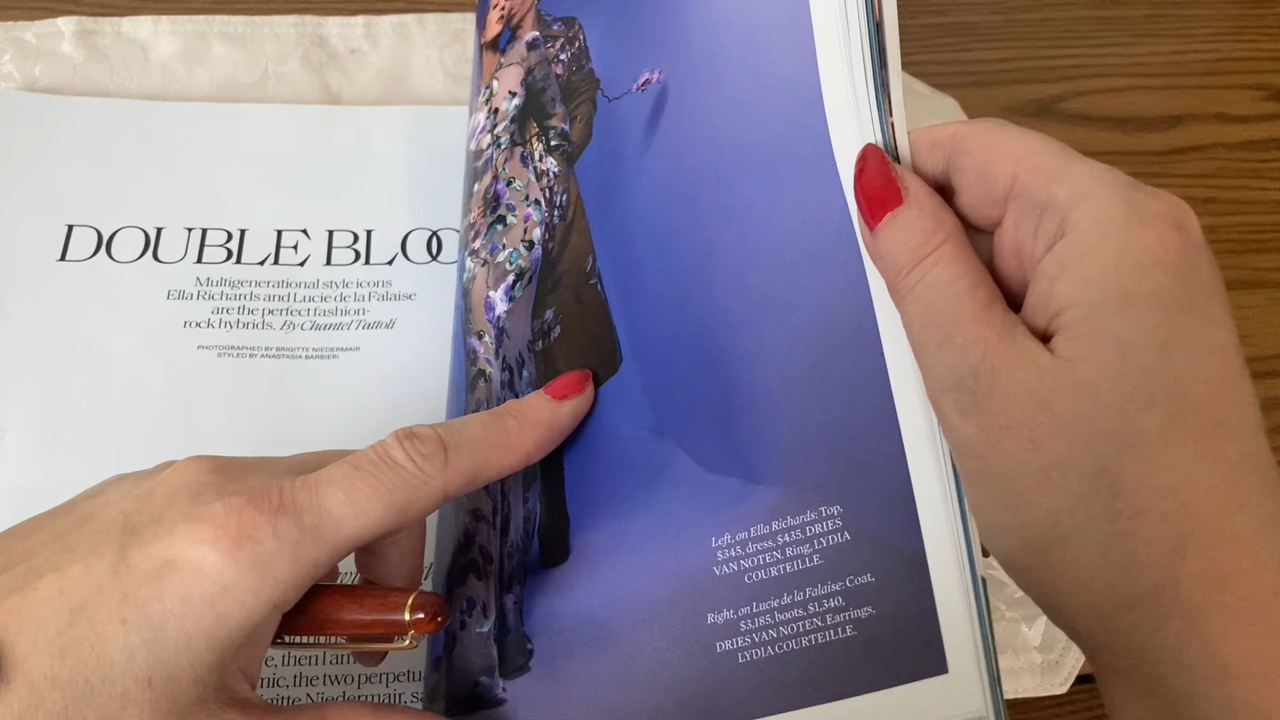 DOUBLE BLOO
Multigenerational style icons
Ella Richards and Lucie de la Falaise
are the perfect fashion-
rock hybrids. By Chantel Tattoli
PHOTOGRAPHED BY BRIGITTE NIEDERMAIR
STYLED BY ANASTASIA BARBIERI
e, then I am
nic, the two perpetu
igitte Niedermair, sa
Left, on Ella Richards: Top,
$345, dress, $435, DRIES
VAN NOTEN. Ring, LYDIA
COURTEILLE.
Right, on Lucie de la Falaise: Coat,
$3,185, boots, $1,340,
DRIES VAN NOTEN. Earrings,
LYDIA COURTEILLE.